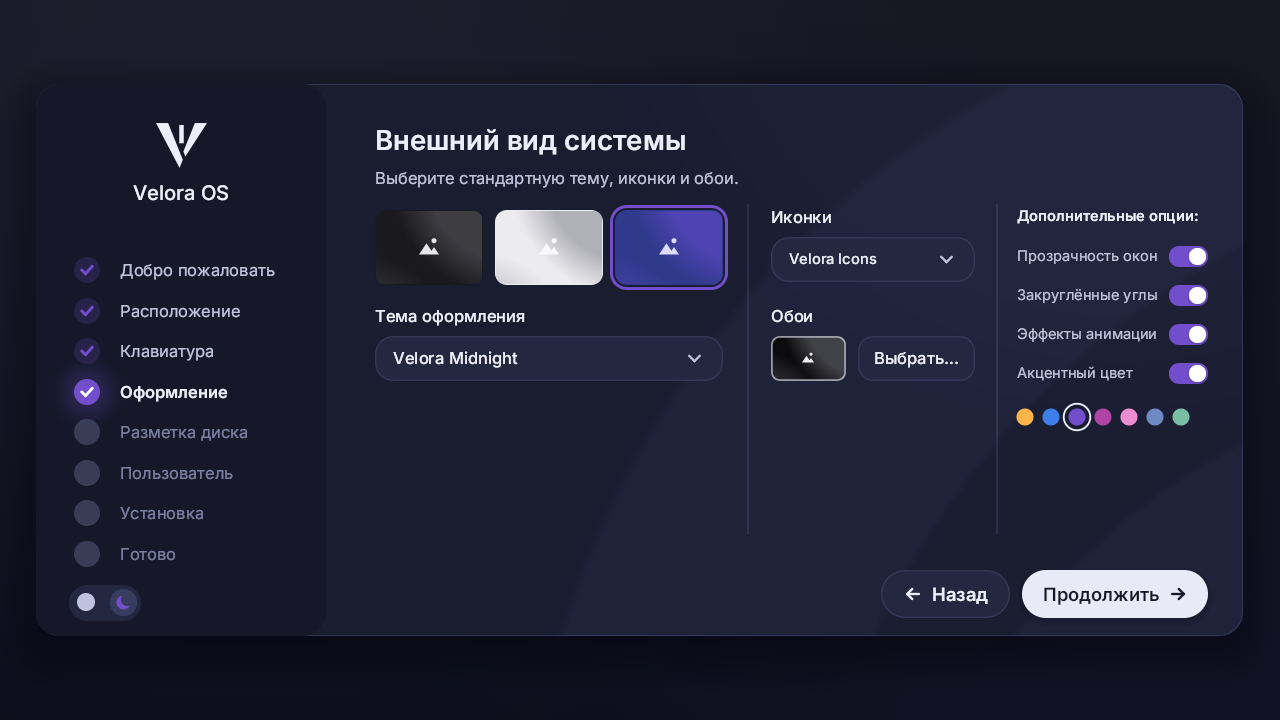 Velora OS
Добро пожаловать
Расположение
Клавиатура
Оформление
Разметка диска
Пользователь
Установка
Готово
Внешний вид системы
Выберите стандартную тему, иконки и обои.
Тема оформления
Velora Midnight
Иконки
Velora Icons
Обои
Выбрать...
Дополнительные опции:
Прозрачность окон
Закруглённые углы
Эффекты анимации
Акцентный цвет
Назад
Продолжить